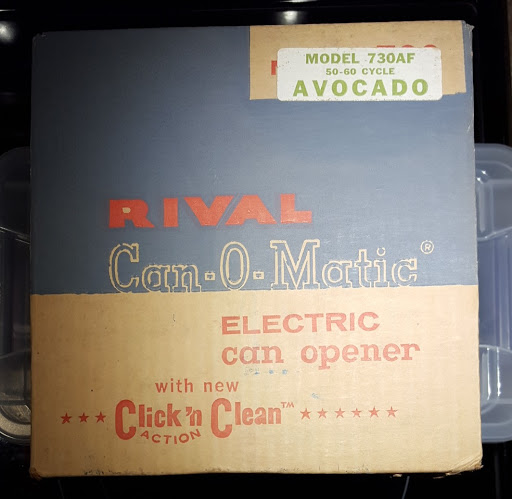 MODEL 730AF
50-60 CYCLE
AVOCADO
RIVAL
Can-O-Matic®
ELECTRIC
can opener
with new
★★★ Click 'n Clean™ ★★★★★★
ACTION